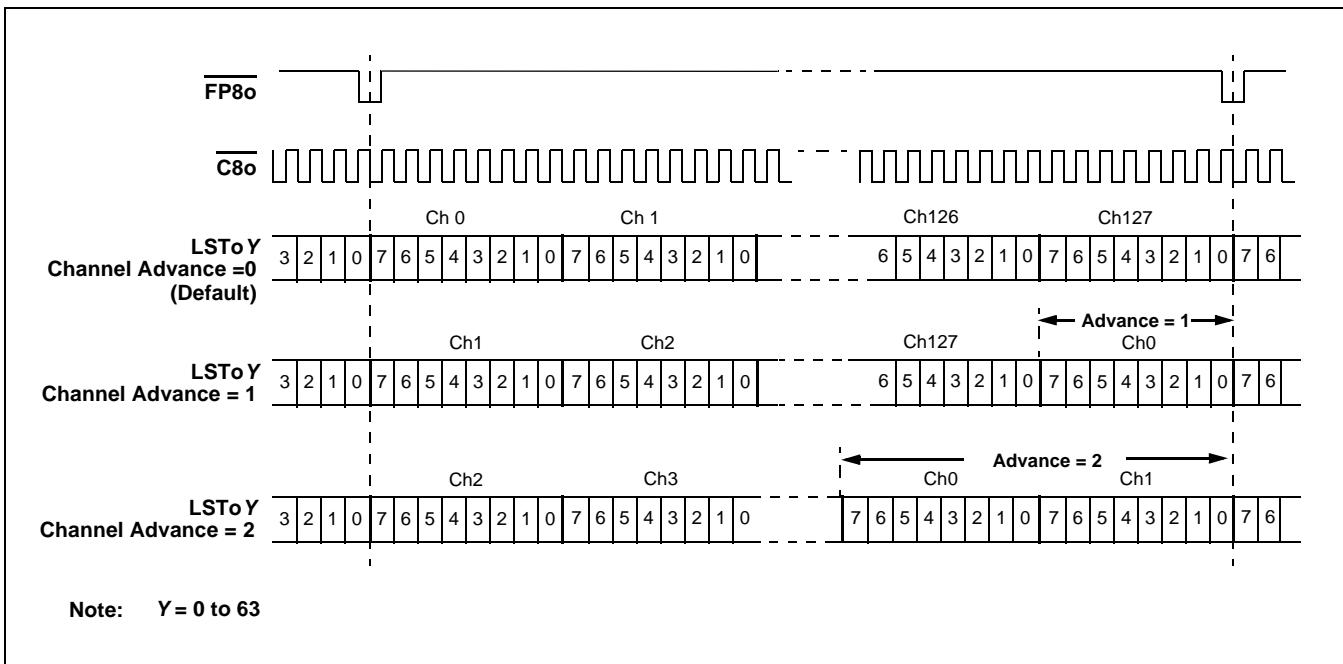 FP8o
C8o
Ch 0 Ch 1 Ch126 Ch127
LSTo Y
Channel Advance =0
(Default)
3 2 1 0 7 6 5 4 3 2 1 0 7 6 5 4 3 2 1 0 6 5 4 3 2 1 0 7 6 5 4 3 2 1 0 7 6
Advance = 1
Ch1 Ch2 Ch127 Ch0
LSTo Y
Channel Advance = 1
3 2 1 0 7 6 5 4 3 2 1 0 7 6 5 4 3 2 1 0 6 5 4 3 2 1 0 7 6 5 4 3 2 1 0 7 6
Advance = 2
Ch2 Ch3 Ch0 Ch1
LSTo Y
Channel Advance = 2
3 2 1 0 7 6 5 4 3 2 1 0 7 6 5 4 3 2 1 0 7 6 5 4 3 2 1 0 7 6 5 4 3 2 1 0 7 6
Note: Y = 0 to 63